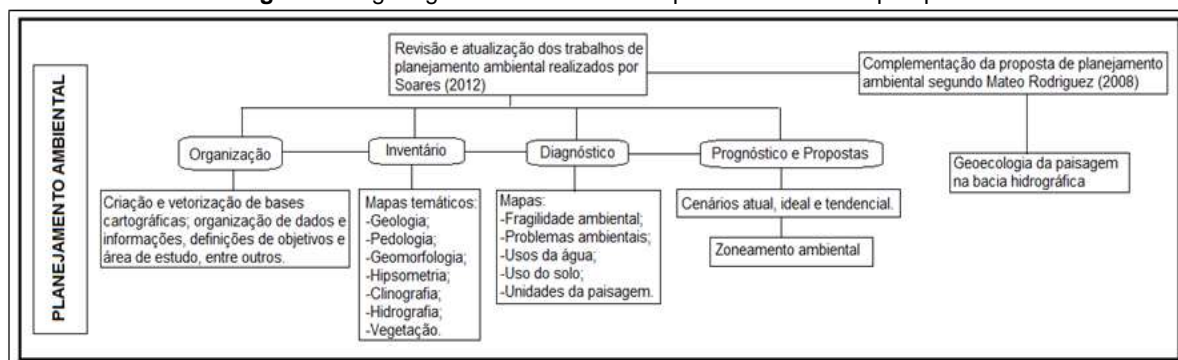 PLANEJAMENTO AMBIENTAL
Revisão e atualização dos trabalhos de
planejamento ambiental realizados por
Soares (2012)
Complementação da proposta de planejamento
ambiental segundo Mateo Rodriguez (2008)
Organização
Inventário
Diagnóstico
Prognóstico e Propostas
Geoecologia da paisagem
na bacia hidrográfica
Criação e vetorização de bases
cartográficas; organização de dados e
informações, definições de objetivos e
área de estudo, entre outros.
Mapas temáticos:
-Geologia;
-Pedologia;
-Geomorfologia;
-Hipsometria;
-Clinografia;
-Hidrografia;
-Vegetação.
Mapas:
-Fragilidade ambiental;
-Problemas ambientais;
-Usos da água;
-Uso do solo;
-Unidades da paisagem.
Cenários atual, ideal e tendencial.
Zoneamento ambiental